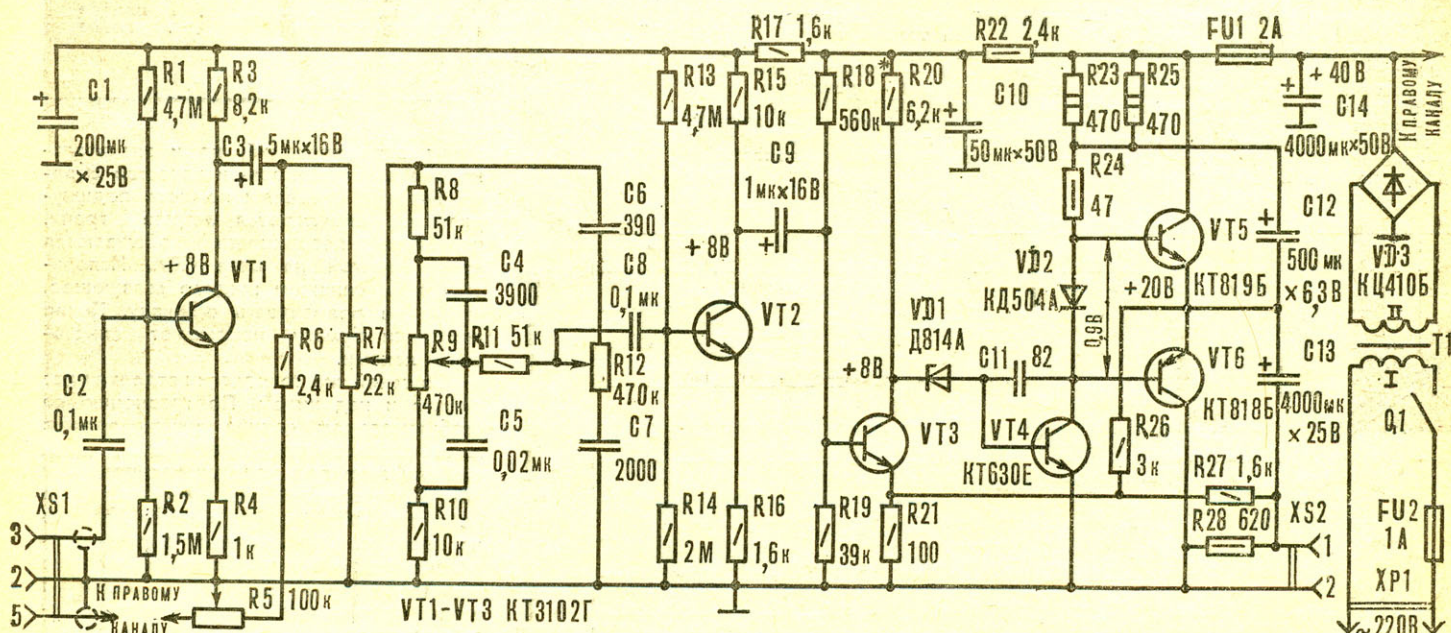 R17 1,6к
R22 2,4к
FU1 2А
C1
200мк
×25В
R1
4,7М
R3
8,2к
C3 5мк×16В
R13
4,7М
R15
10к
R18
560к
*
R20
6,2к
C10
50мк×50В
R23
470
R25
470
+ 40В
C14
4000мк×50В
К ПРАВОМУ
КАНАЛУ
+8В
VT1
R8
51к
C4
3900
C6
390
C8
0,1мк
C9
1мк×16В
+8В
VT2
R24
47
VT5
КТ819Б
C12
500мк
×6,3В
VD3
КЦ410Б
II
T1
I
Q1
C2
0,1мк
R6
2,4к
R7
22к
R9
470к
R11 51к
R12
470к
C5
0,02мк
C7
2000
VD2
КД504А
0,9В
+20В
VD1
Д814А
C11
82
+8В
VT3
VT4
КТ630Е
VT6
КТ818Б
C13
4000мк
×25В
R26
3к
R27 1,6к
R28 620
XS2
1
2
FU2
1А
XP1
~220В
XS1
3
2
5
R2
1,5М
R4
1к
R10
10к
R14
2М
R16
1,6к
R19
39к
R21
100
К ПРАВОМУ
КАНАЛУ
R5 100к
VT1-VT3 КТ3102Г